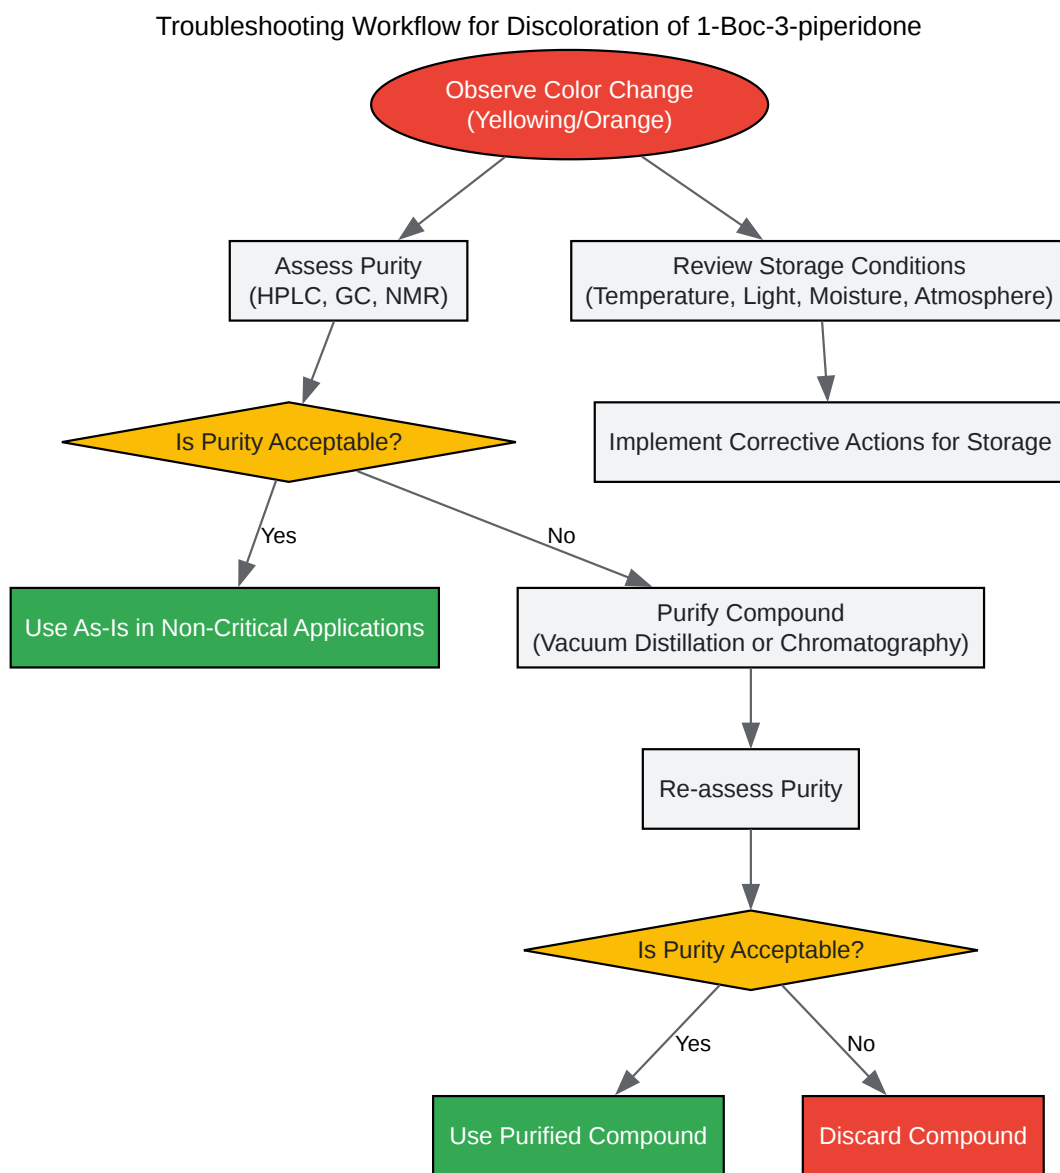 Troubleshooting Workflow for Discoloration of 1-Boc-3-piperidone
Observe Color Change
(Yellowing/Orange)
Assess Purity
(HPLC, GC, NMR)
Review Storage Conditions
(Temperature, Light, Moisture, Atmosphere)
Is Purity Acceptable?
Implement Corrective Actions for Storage
Yes
No
Use As-Is in Non-Critical Applications
Purify Compound
(Vacuum Distillation or Chromatography)
Re-assess Purity
Is Purity Acceptable?
Yes
No
Use Purified Compound
Discard Compound